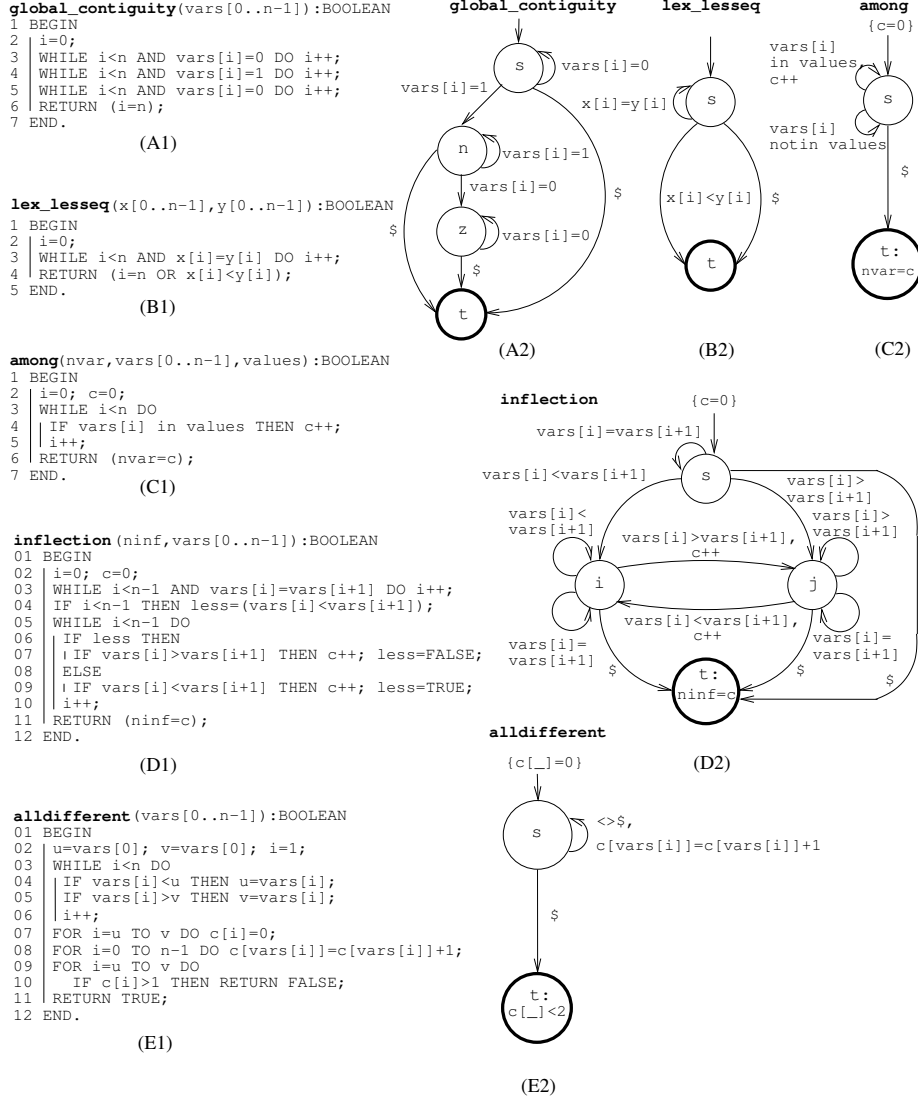 global_contiguity(vars[0..n-1]):BOOLEAN
1 BEGIN
2 i=0;
3 WHILE i<n AND vars[i]=0 DO i++;
4 WHILE i<n AND vars[i]=1 DO i++;
5 WHILE i<n AND vars[i]=0 DO i++;
6 RETURN (i=n);
7 END.
(A1)
lex_lesseq(x[0..n-1],y[0..n-1]):BOOLEAN
1 BEGIN
2 i=0;
3 WHILE i<n AND x[i]=y[i] DO i++;
4 RETURN (i=n OR x[i]<y[i]);
5 END.
(B1)
among(nvar,vars[0..n-1],values):BOOLEAN
1 BEGIN
2 i=0; c=0;
3 WHILE i<n DO
4 IF vars[i] in values THEN c++;
5 i++;
6 RETURN (nvar=c);
7 END.
(C1)
inflection(ninf,vars[0..n-1]):BOOLEAN
01 BEGIN
02 i=0; c=0;
03 WHILE i<n-1 AND vars[i]=vars[i+1] DO i++;
04 IF i<n-1 THEN less=(vars[i]<vars[i+1]);
05 WHILE i<n-1 DO
06 IF less THEN
07 IF vars[i]>vars[i+1] THEN c++; less=FALSE;
08 ELSE
09 IF vars[i]<vars[i+1] THEN c++; less=TRUE;
10 i++;
11 RETURN (ninf=c);
12 END.
(D1)
alldifferent(vars[0..n-1]):BOOLEAN
01 BEGIN
02 u=vars[0]; v=vars[0]; i=1;
03 WHILE i<n DO
04 IF vars[i]<u THEN u=vars[i];
05 IF vars[i]>v THEN v=vars[i];
06 i++;
07 FOR i=u TO v DO c[i]=0;
08 FOR i=0 TO n-1 DO c[vars[i]]=c[vars[i]]+1;
09 FOR i=u TO v DO
10 IF c[i]>1 THEN RETURN FALSE;
11 RETURN TRUE;
12 END.
(E1)
global_contiguity
s
vars[i]=0
vars[i]=1
n
vars[i]=1
vars[i]=0
$
$
z
vars[i]=0
$
t
(A2)
lex_lesseq
x[i]=y[i]
s
x[i]<y[i]
$
t
(B2)
among
{c=0}
vars[i]
in values,
c++
s
vars[i]
notin values
$
t:
nvar=c
(C2)
inflection
{c=0}
vars[i]=vars[i+1]
s
vars[i]<vars[i+1]
vars[i]>
vars[i+1]
vars[i]<
vars[i+1]
vars[i]>
vars[i+1]
vars[i]>vars[i+1],
c++
i
j
vars[i]<vars[i+1],
c++
vars[i]=
vars[i+1]
vars[i]=
vars[i+1]
$
$
$
t:
ninf=c
(D2)
alldifferent
{c[_]=0}
s
<>$,
c[vars[i]]=c[vars[i]]+1
$
t:
c[_]<2
(E2)